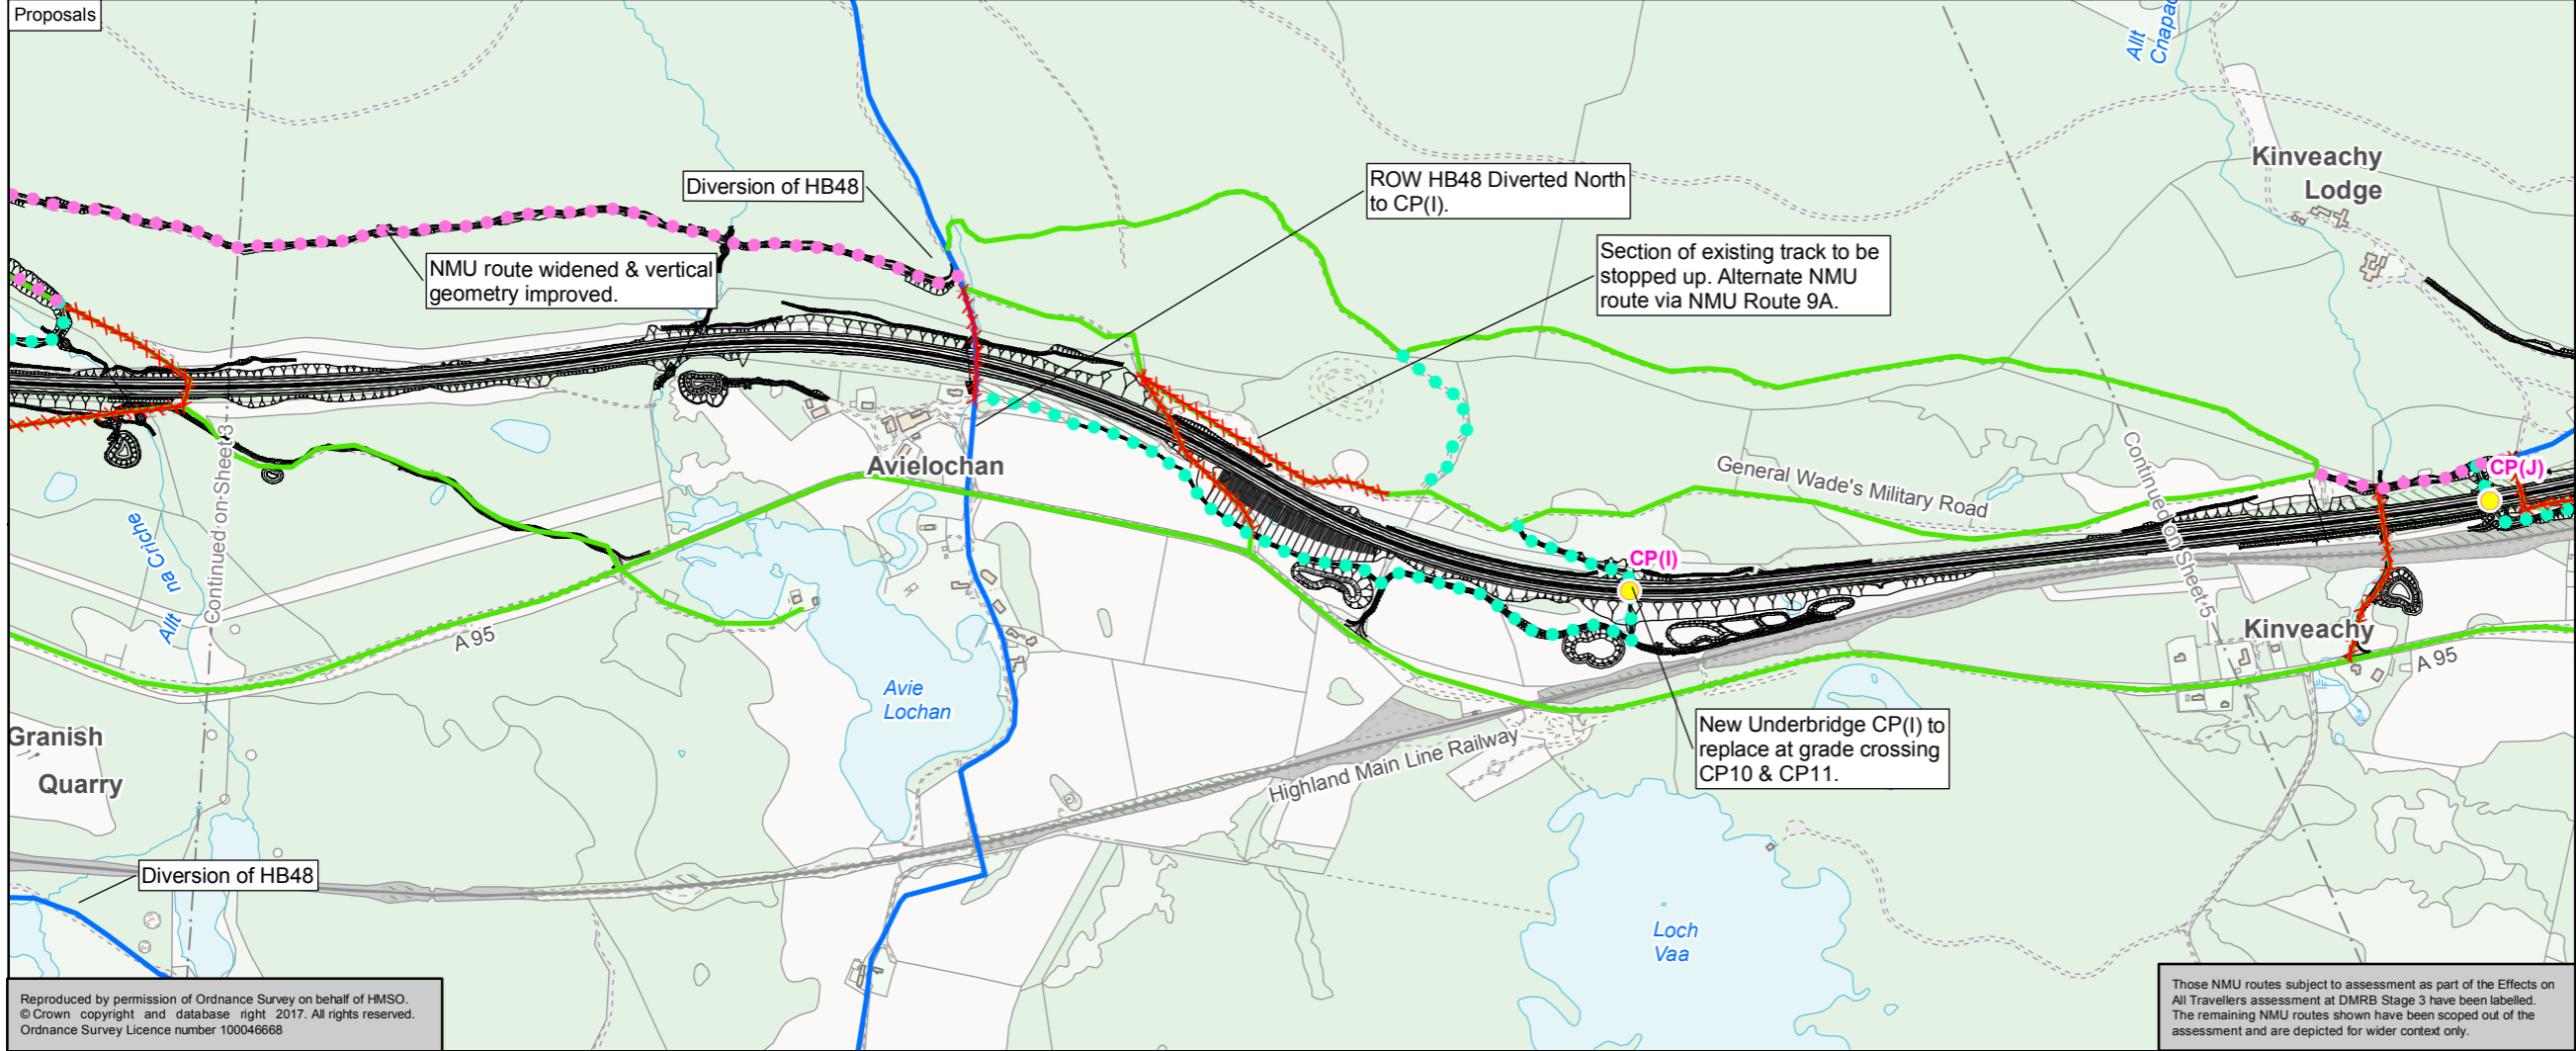 Proposals
Allt
Cnapac
Kinveachy
Lodge
Diversion of HB48
ROW HB48 Diverted North
to CP(I).
Section of existing track to be
stopped up. Alternate NMU
route via NMU Route 9A.
NMU route widened & vertical
geometry improved.
Avielochan
General Wade's Military Road
CP(J)
CP(I)
Continued on Sheet 3
Continued on Sheet 5
Allt na Criche
A 95
Kinveachy
A 95
Avie
Lochan
New Underbridge CP(I) to
replace at grade crossing
CP10 & CP11.
Granish
Quarry
Highland Main Line Railway
Diversion of HB48
Loch
Vaa
Reproduced by permission of Ordnance Survey on behalf of HMSO.
© Crown copyright and database right 2017. All rights reserved.
Ordnance Survey Licence number 100046668
Those NMU routes subject to assessment as part of the Effects on
All Travellers assessment at DMRB Stage 3 have been labelled.
The remaining NMU routes shown have been scoped out of the
assessment and are depicted for wider context only.